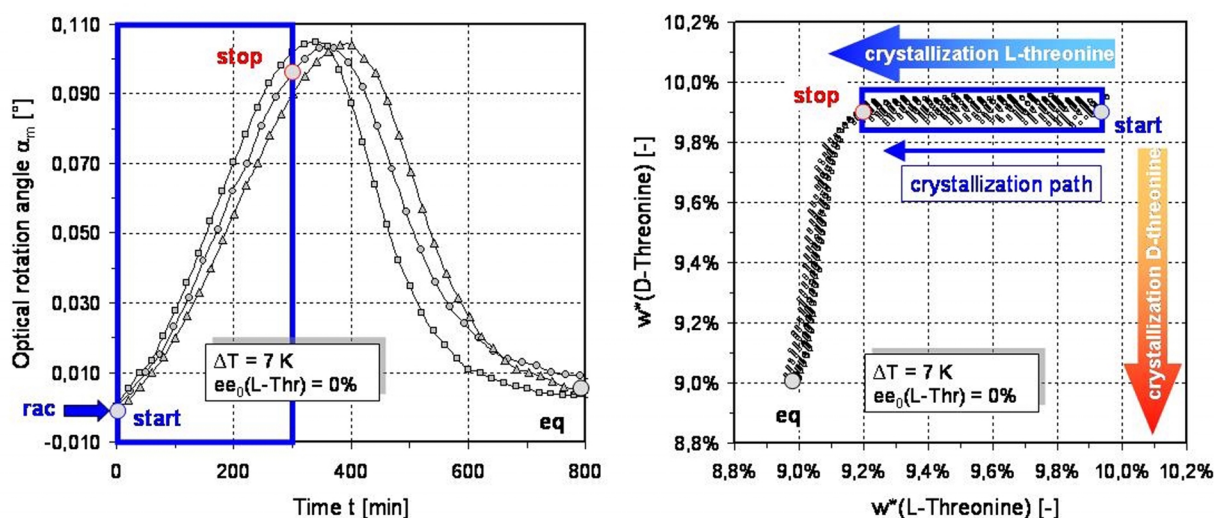 0,110
0,090
0,070
0,050
0,030
0,010
-0,010
Optical rotation angle αm [°]
stop
ΔT = 7 K
ee0(L-Thr) = 0%
rac
start
eq
0
200
400
600
800
Time t [min]
10,2%
10,0%
9,8%
9,6%
9,4%
9,2%
9,0%
8,8%
w*(D-Threonine) [-]
crystallization L-threonine
stop
start
crystallization path
crystallization D-threonine
ΔT = 7 K
ee0(L-Thr) = 0%
eq
8,8%
9,0%
9,2%
9,4%
9,6%
9,8%
10,0%
10,2%
w*(L-Threonine) [-]